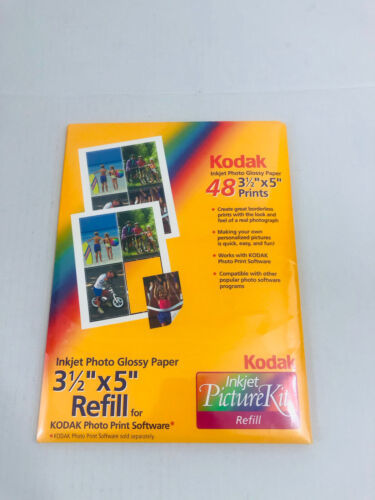 Kodak
Inkjet Photo Glossy Paper
48 3½"x5"
Prints
• Create great borderless
prints with the look and
feel of a real photograph
• Making your own
personalized pictures
is quick, easy, and fun!
• Works with KODAK
Photo Print Software
• Compatible with other
popular photo software
programs
Inkjet Photo Glossy Paper
3½"x5"
Refill for
KODAK Photo Print Software*
*KODAK Photo Print Software sold separately.
Kodak
Inkjet
PictureKit
Refill